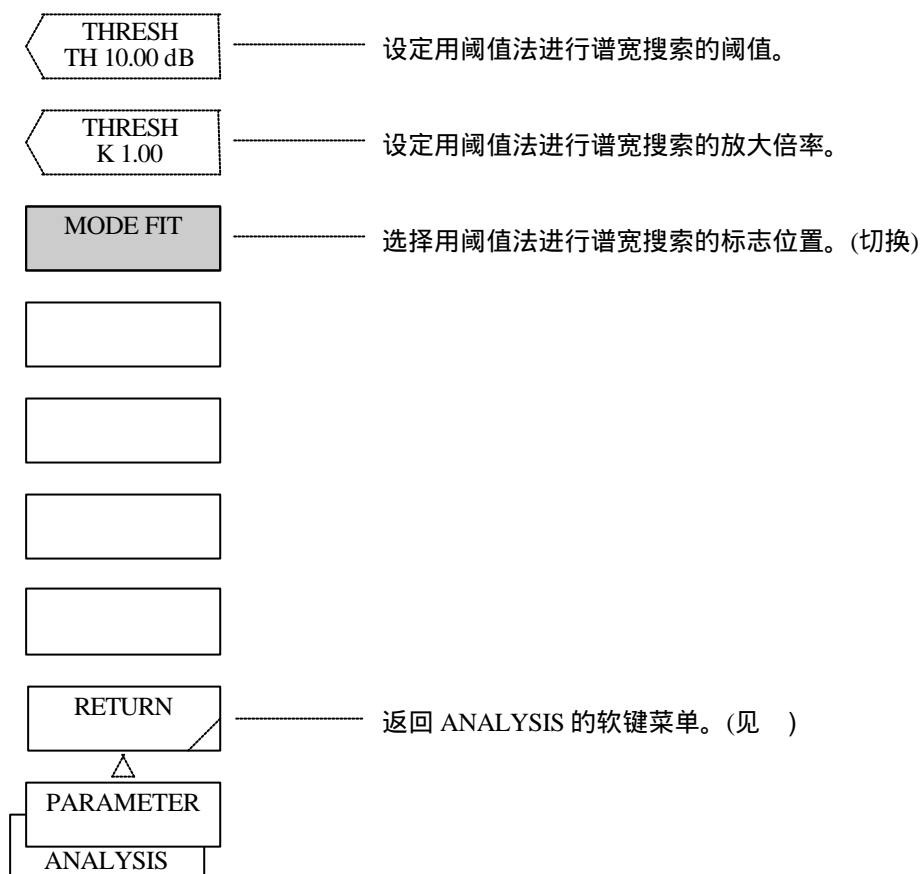 THRESH
TH 10.00 dB
设定用阈值法进行谱宽搜索的阈值。
THRESH
K 1.00
设定用阈值法进行谱宽搜索的放大倍率。
MODE FIT
选择用阈值法进行谱宽搜索的标志位置。(切换)
RETURN
返回 ANALYSIS 的软键菜单。(见 )
PARAMETER
ANALYSIS